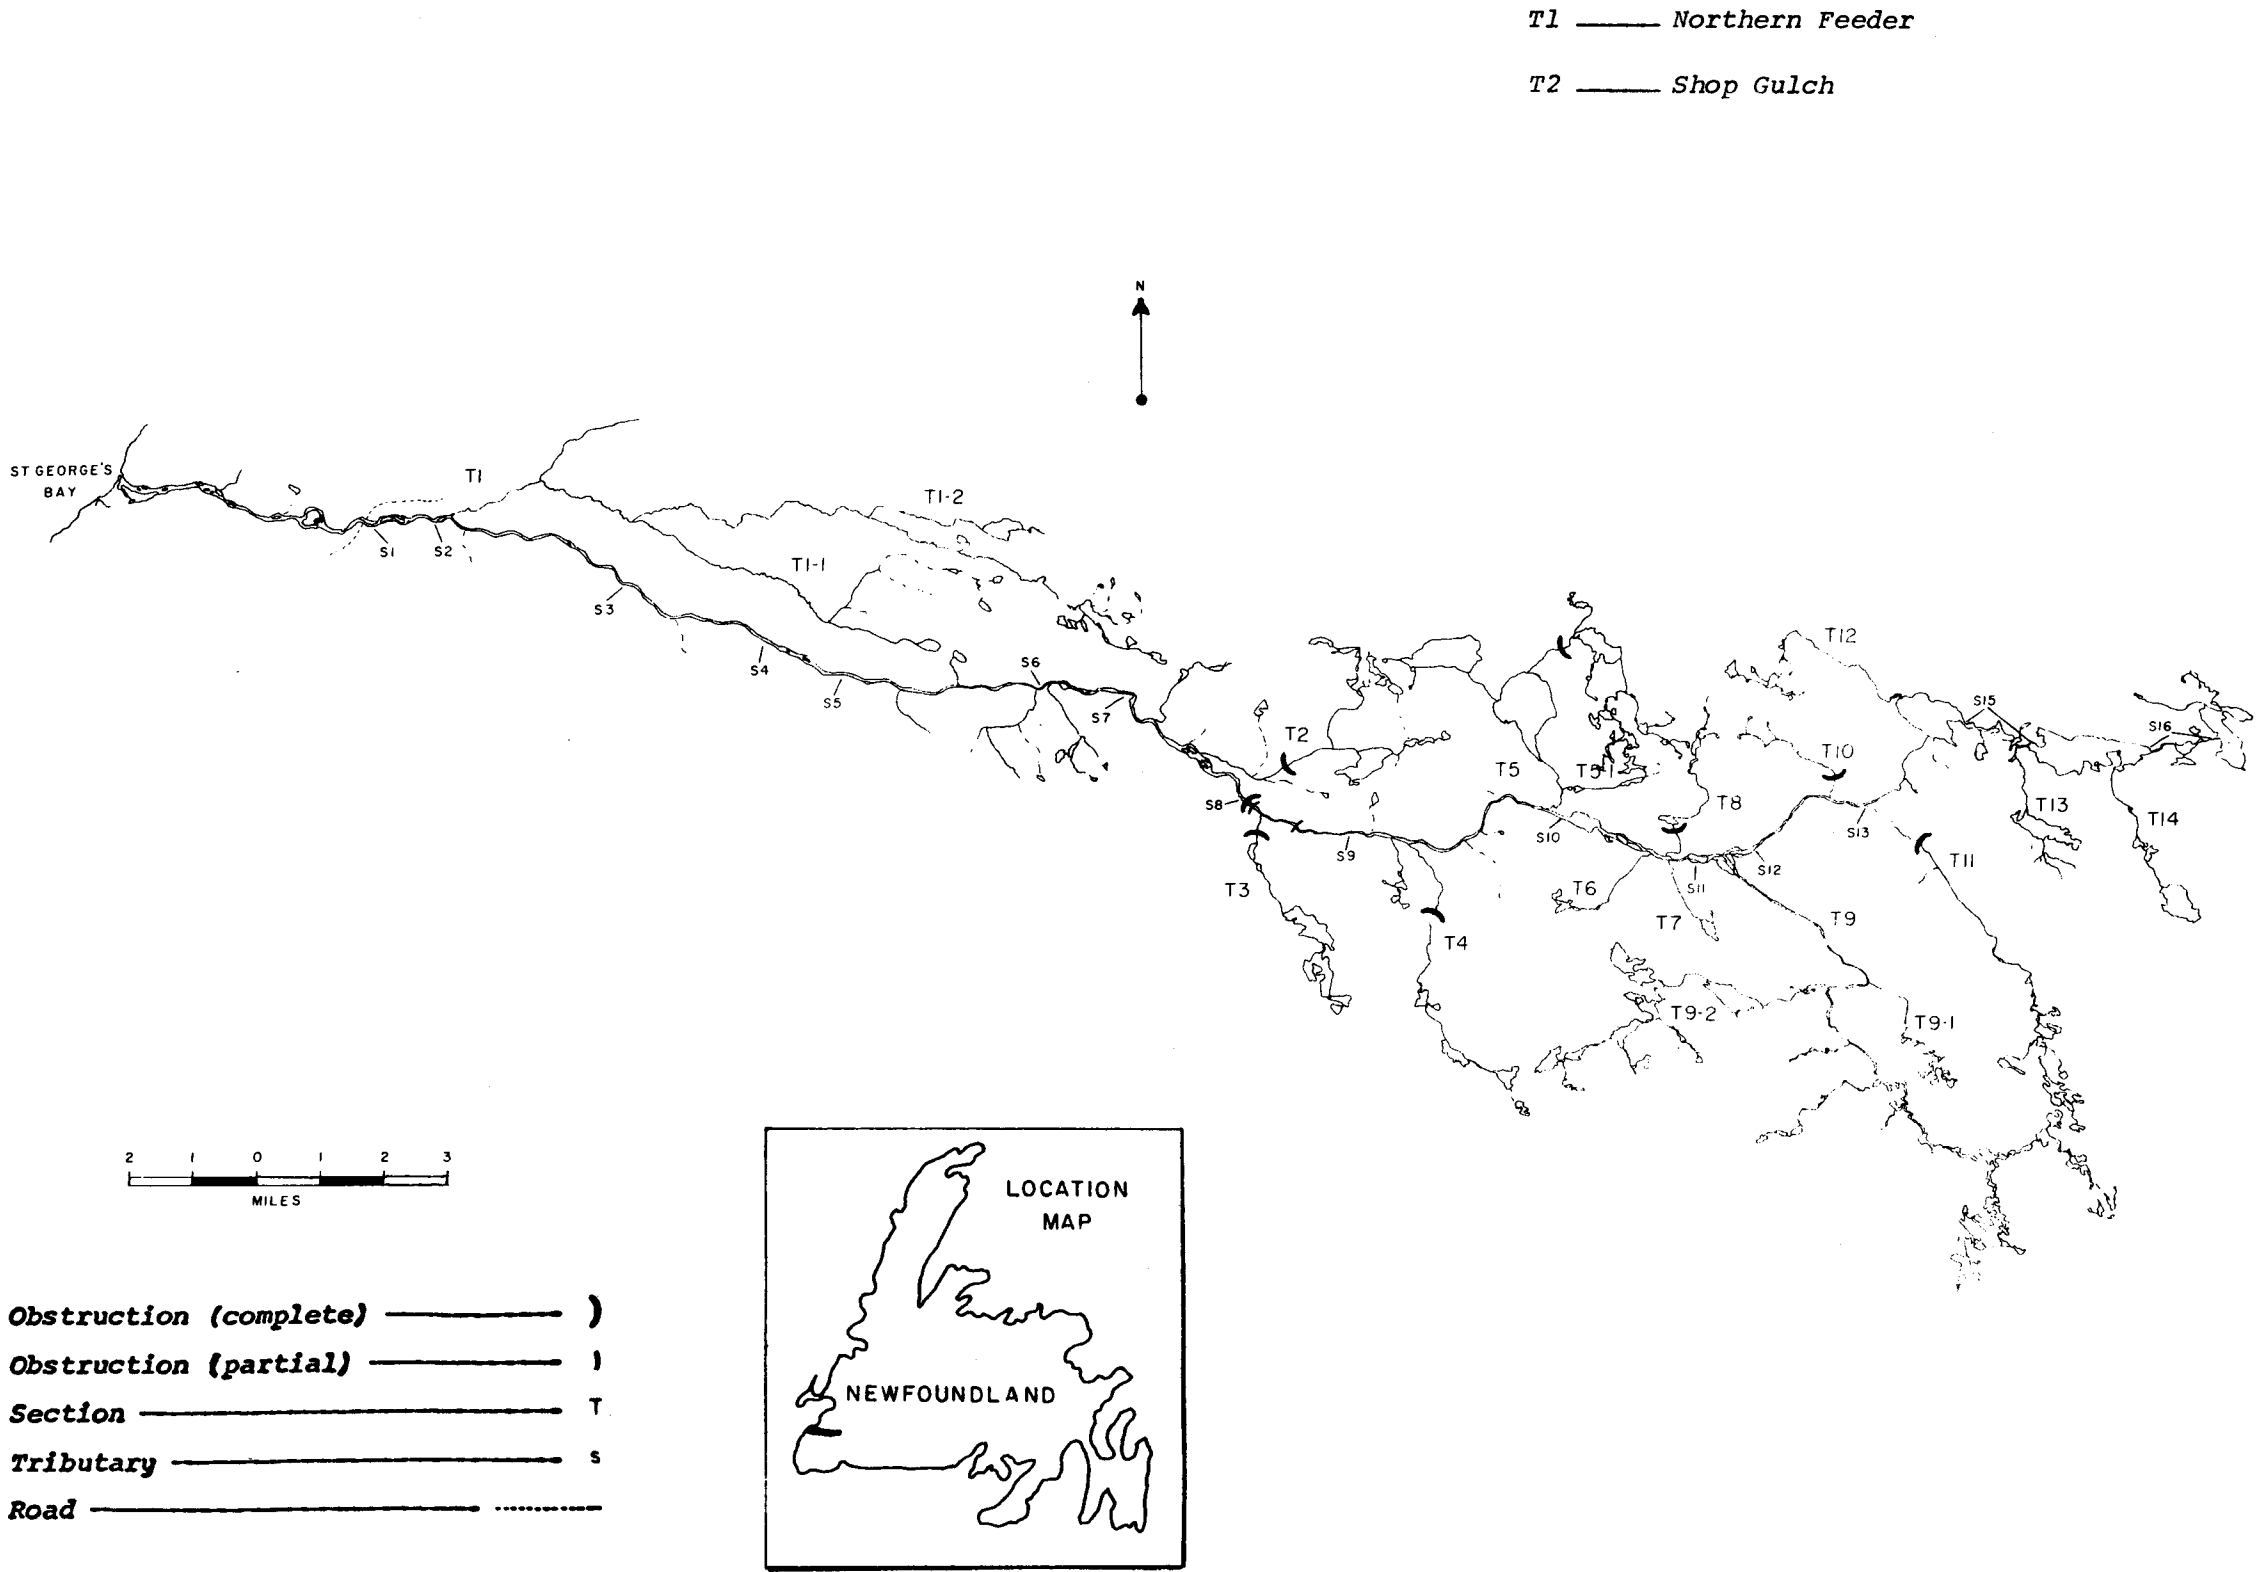 T1 Northern Feeder
T2 Shop Gulch
N
ST GEORGE'S
BAY
T1
T1-2
S1
S2
T1-1
S3
S4
S5
S6
S7
T2
S8
T3
S9
T4
T5
T5-1
S10
T6
T7
S11
T8
S12
T9
T9-2
T9-1
T10
S13
T11
T12
S15
S16
T13
T14
2 1 0 1 2 3
MILES
LOCATION
MAP
NEWFOUNDLAND
Obstruction (complete) )
Obstruction (partial) )
Section T
Tributary S
Road